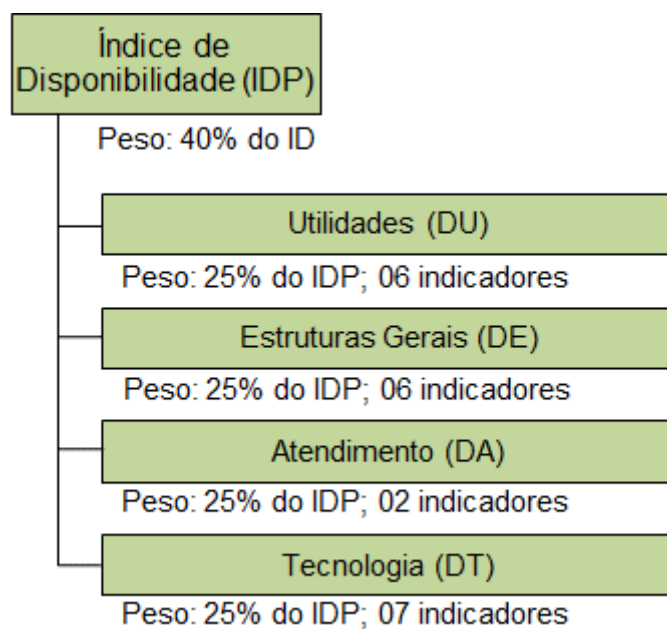 Índice de
Disponibilidade (IDP)
Peso: 40% do ID
Utilidades (DU)
Peso: 25% do IDP; 06 indicadores
Estruturas Gerais (DE)
Peso: 25% do IDP; 06 indicadores
Atendimento (DA)
Peso: 25% do IDP; 02 indicadores
Tecnologia (DT)
Peso: 25% do IDP; 07 indicadores